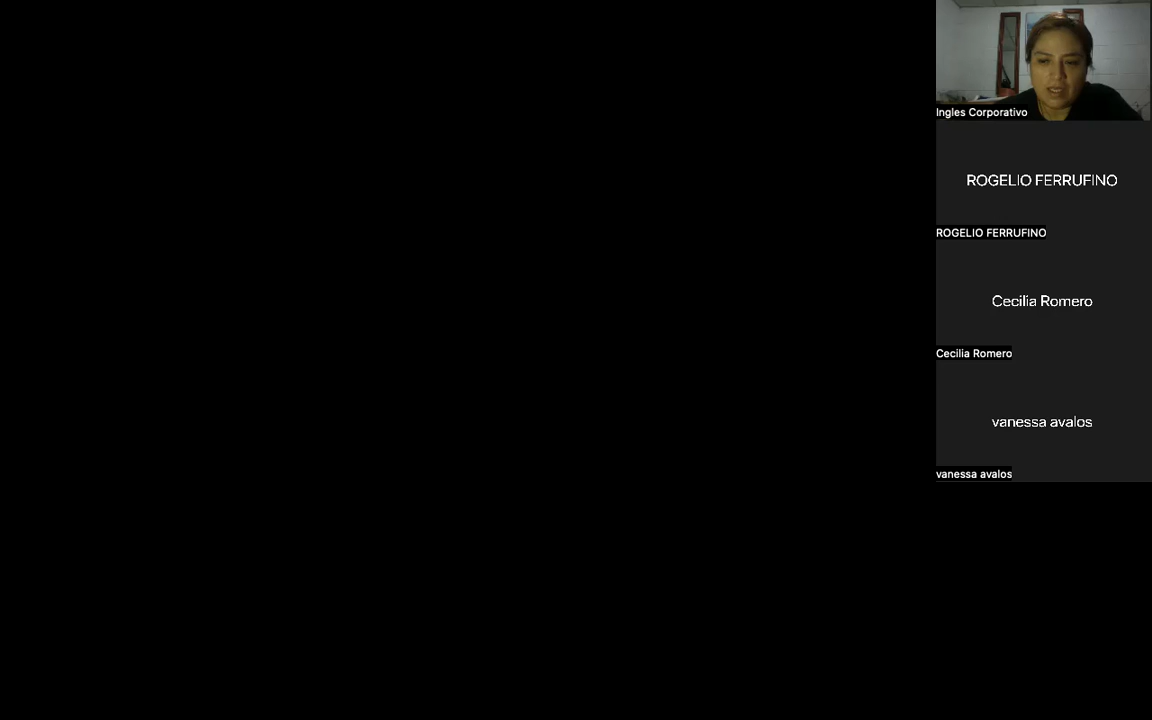 Ingles Corporativo
ROGELIO FERRUFINO
ROGELIO FERRUFINO
Cecilia Romero
Cecilia Romero
vanessa avalos
vanessa avalos